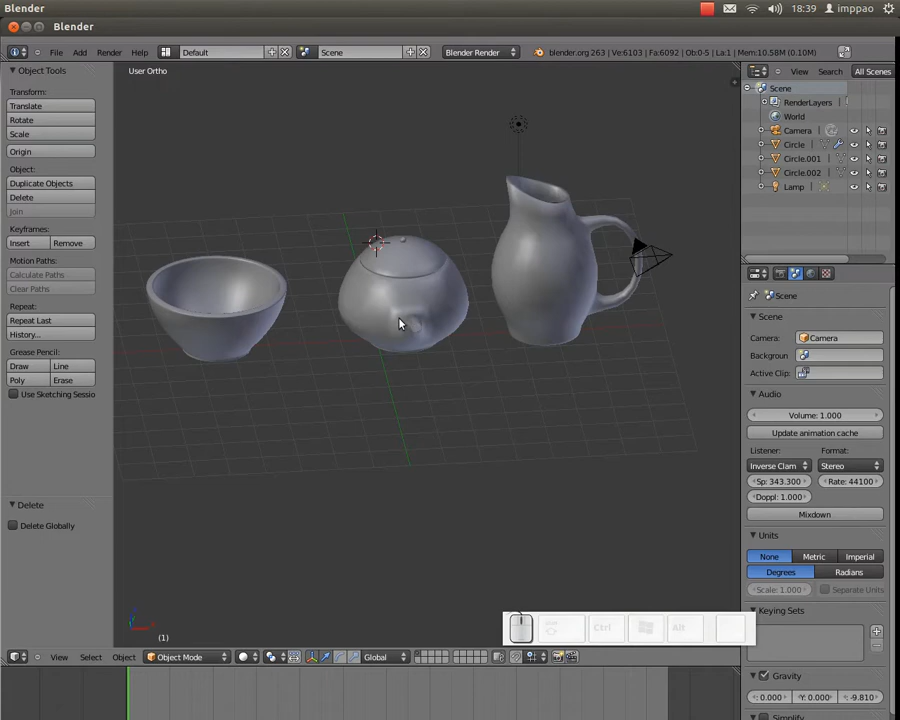 Blender
18:39 imppao
Blender
File Add Render Help Default Scene Blender Render blender.org 263 | Ve:6103 | Fa:6092 | Ob:0-5 | La:1 | Mem:10.58M (0.10M)
Object Tools
Transform:
Translate
Rotate
Scale
Origin
Object:
Duplicate Objects
Delete
Join
Keyframes:
Insert Remove
Motion Paths:
Calculate Paths
Clear Paths
Repeat:
Repeat Last
History...
Grease Pencil:
Draw Line
Poly Erase
Use Sketching Sessio
Delete
Delete Globally
User Ortho
(1)
Ctrl Alt
View Select Object Object Mode Global
View Search All Scenes
Scene
RenderLayers
World
Camera
Circle
Circle.001
Circle.002
Lamp
Scene
Scene
Camera: Camera
Backgroun
Active Clip:
Audio
Volume: 1.000
Update animation cache
Listener: Format:
Inverse Clam Stereo
Sp: 343.300 Rate: 44100
Doppl: 1.000
Mixdown
Units
None Metric Imperial
Degrees Radians
Scale: 1.000 Separate Units
Keying Sets
Gravity
: 0.000 Y: 0.000 : -9.810
Simplify